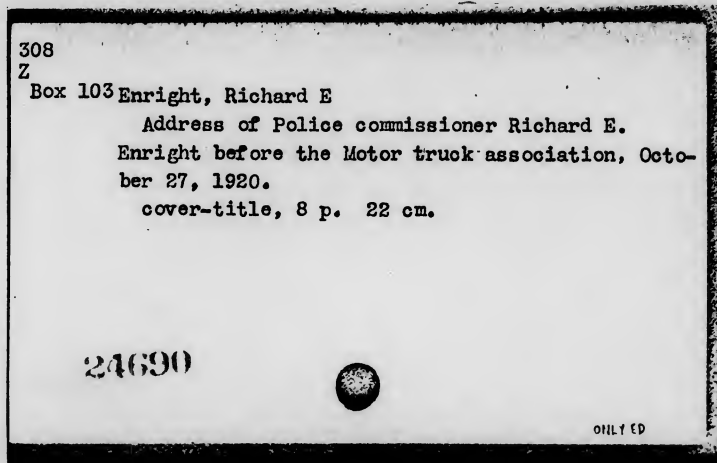 308
Z
Box 103 Enright, Richard E
Address of Police commissioner Richard E.
Enright before the Motor truck association, Octo-
ber 27, 1920.
cover-title, 8 p. 22 cm.
24690
ONLY ED